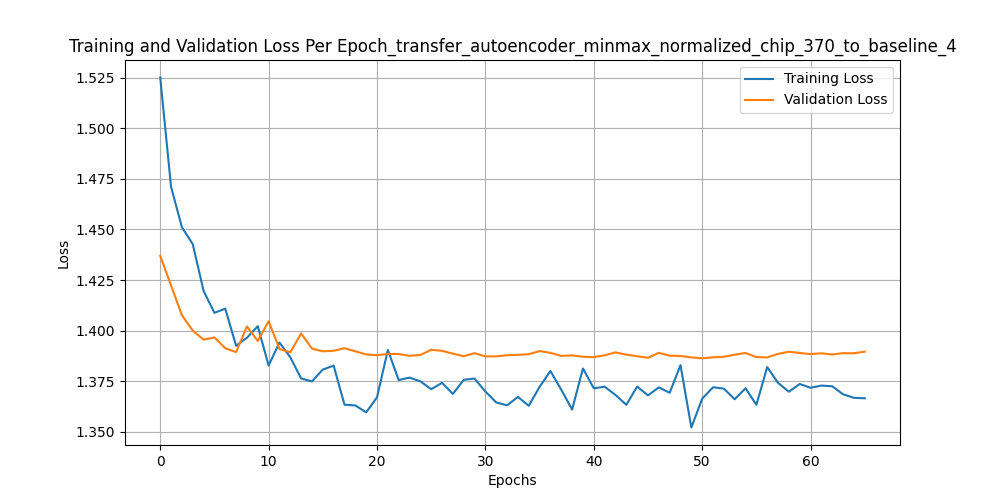 Training and Validation Loss Per Epoch_transfer_autoencoder_minmax_normalized_chip_370_to_baseline_4
Training Loss
Validation Loss
1.525
1.500
1.475
1.450
1.425
1.400
1.375
1.350
Loss
0 10 20 30 40 50 60
Epochs